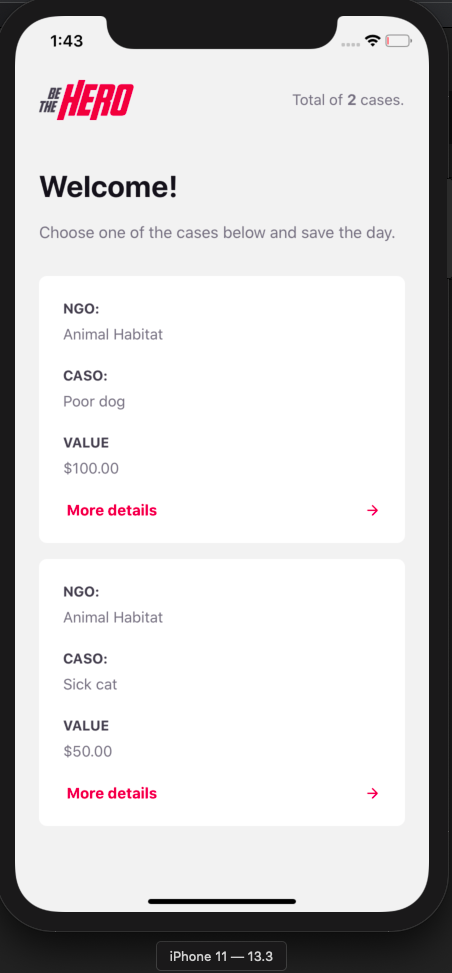 1:43
BE
THE HERO
Total of 2 cases.
Welcome!
Choose one of the cases below and save the day.
NGO:
Animal Habitat
CASO:
Poor dog
VALUE
$100.00
More details →
NGO:
Animal Habitat
CASO:
Sick cat
VALUE
$50.00
More details →
iPhone 11 — 13.3